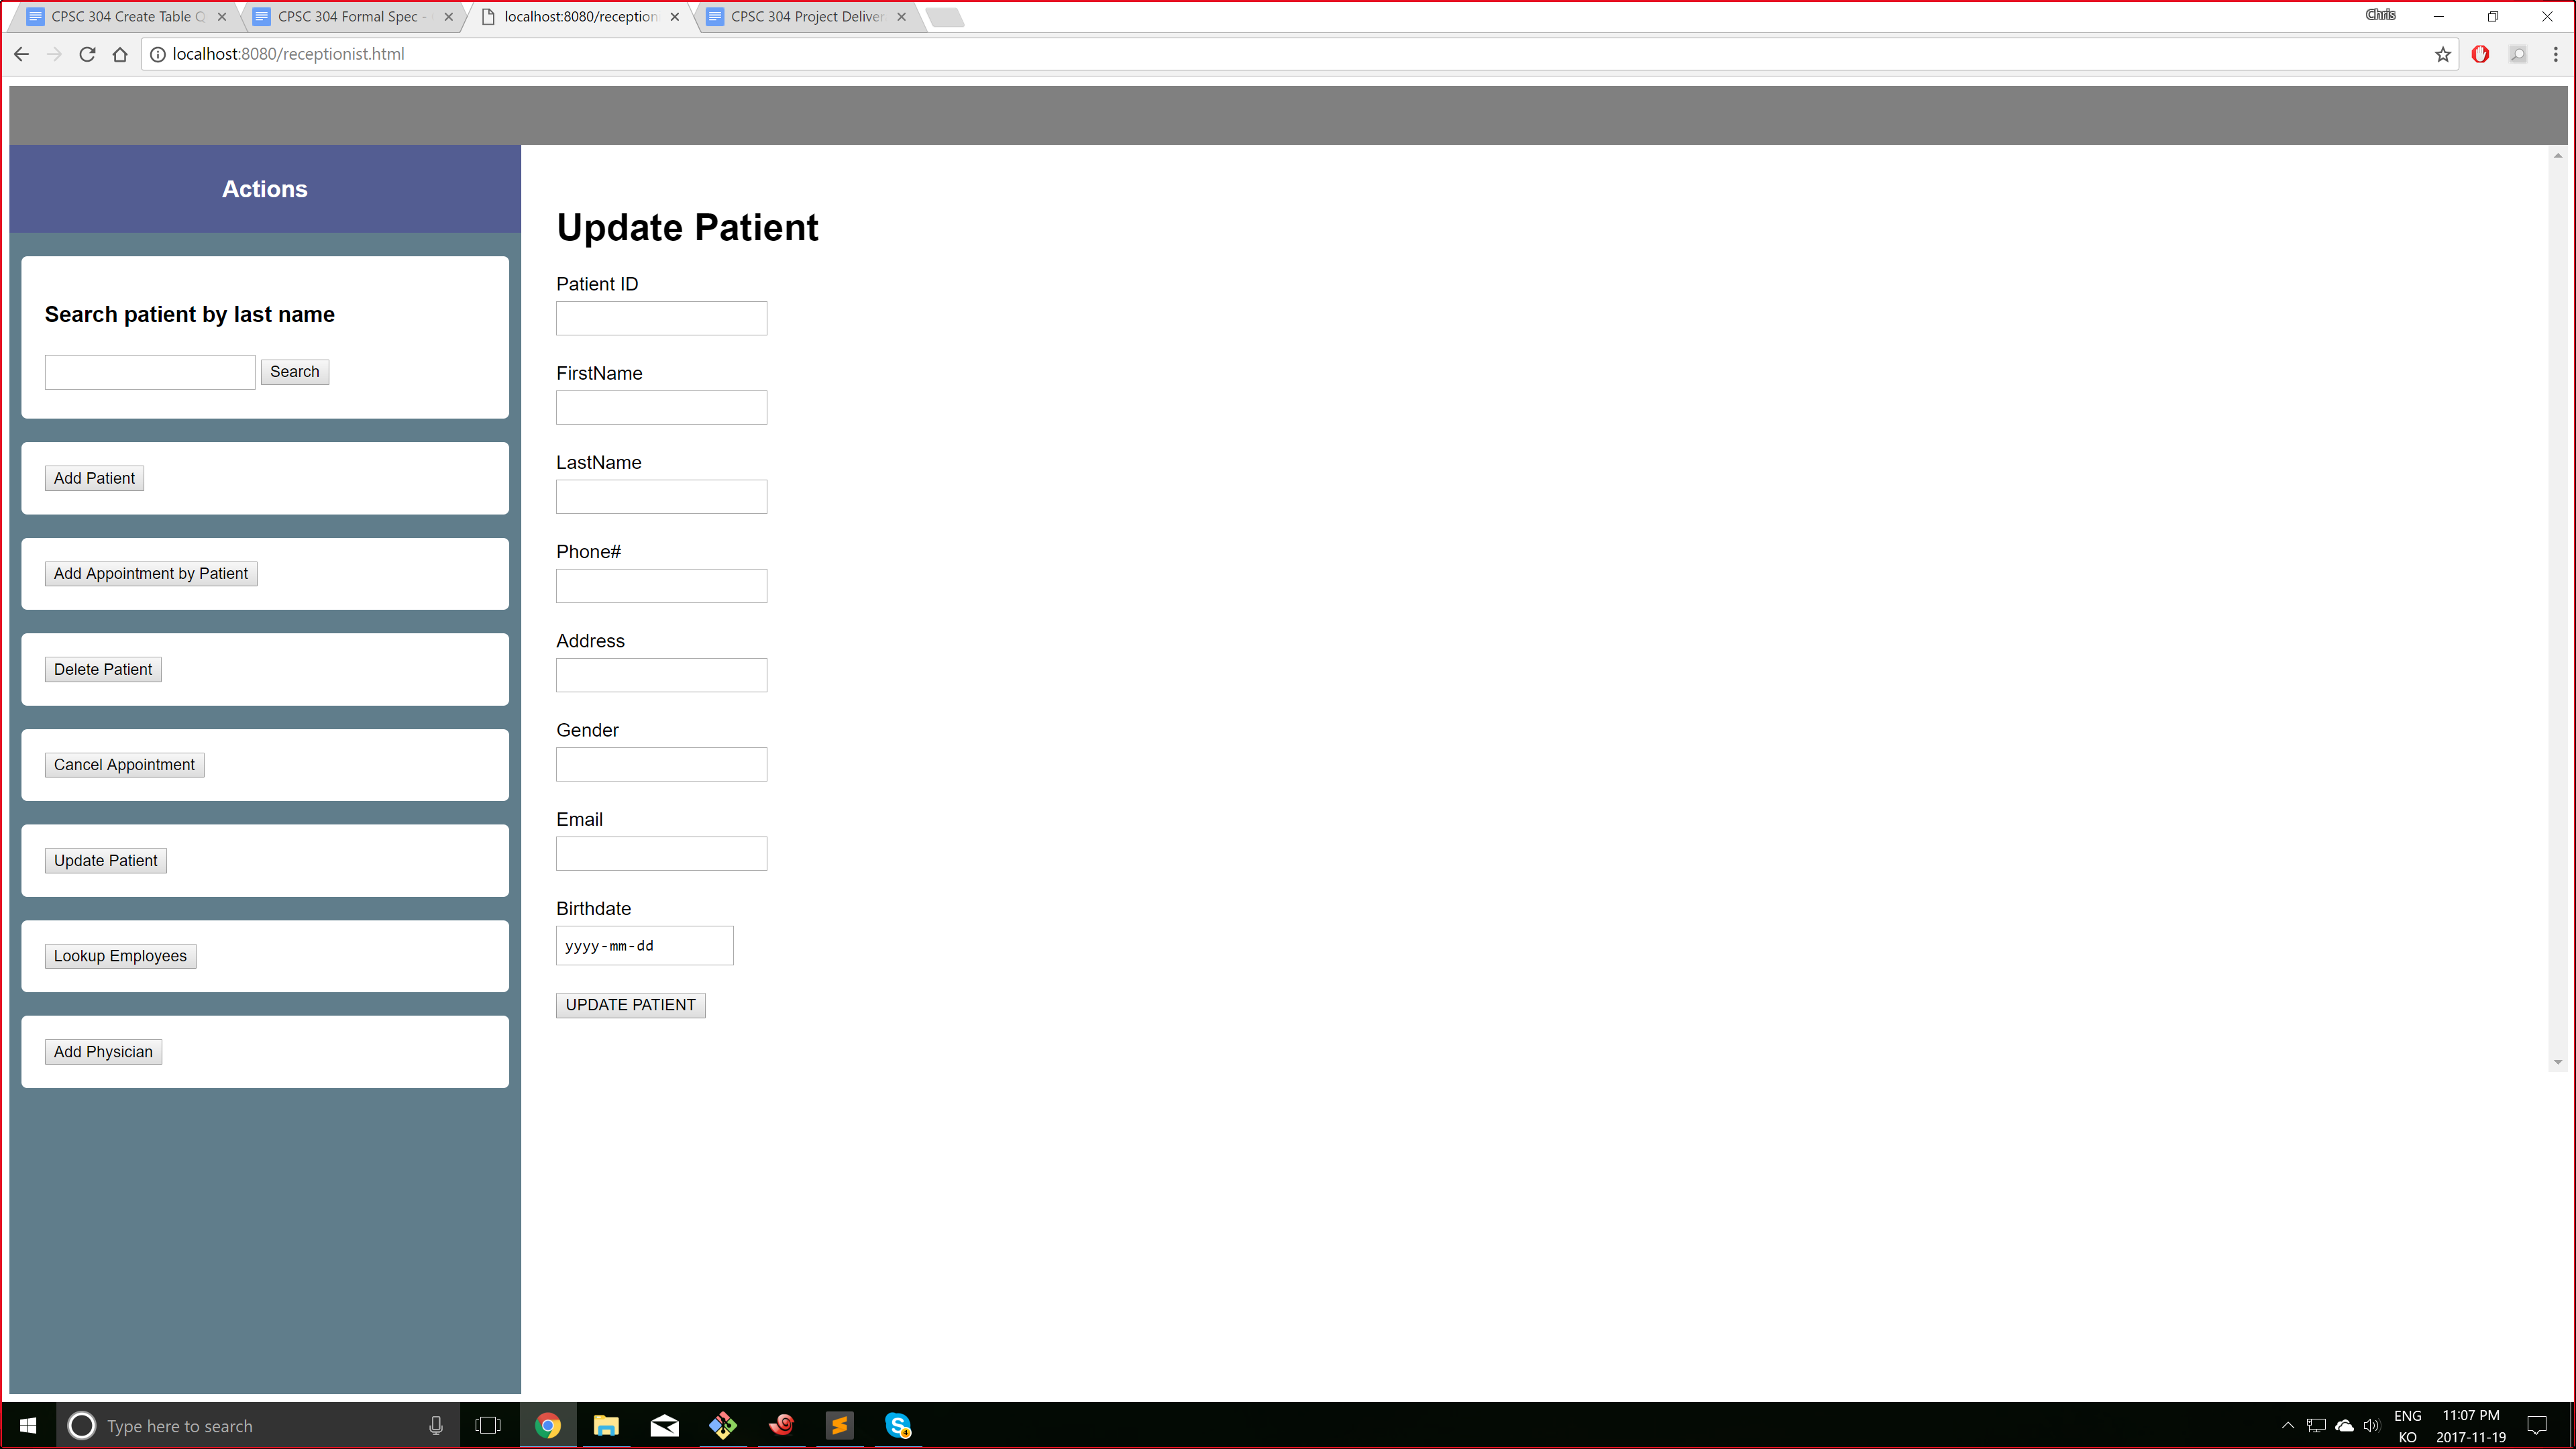 CPSC 304 Create Table Q
CPSC 304 Formal Spec -
localhost:8080/reception
CPSC 304 Project Deliver
Chris
localhost:8080/receptionist.html
Actions
Search patient by last name
Search
Add Patient
Add Appointment by Patient
Delete Patient
Cancel Appointment
Update Patient
Lookup Employees
Add Physician
Update Patient
Patient ID
FirstName
LastName
Phone#
Address
Gender
Email
Birthdate
yyyy-mm-dd
UPDATE PATIENT
Type here to search
4
ENG
KO
11:07 PM
2017-11-19